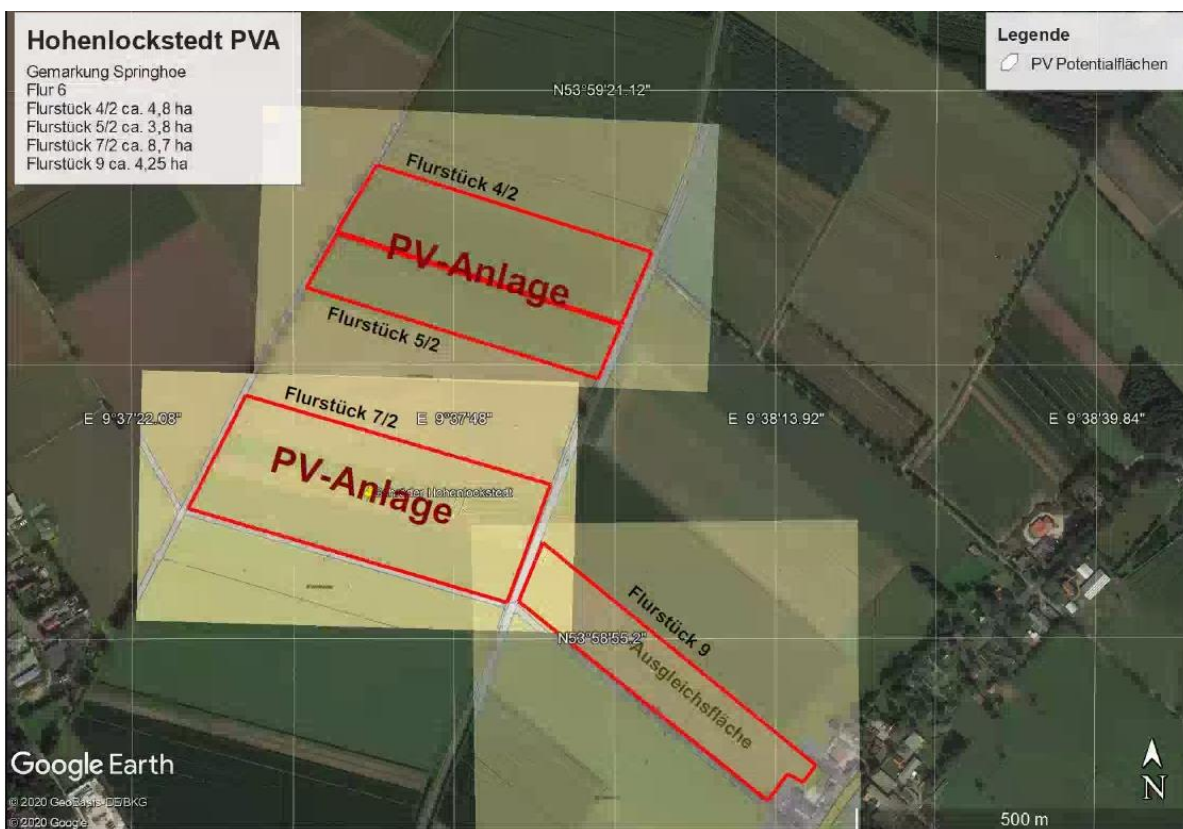 Hohenlockstedt PVA
Gemarkung Springhoe
Flur 6
Flurstück 4/2 ca. 4,8 ha
Flurstück 5/2 ca. 3,8 ha
Flurstück 7/2 ca. 8,7 ha
Flurstück 9 ca. 4,25 ha
Legende
PV Potentialflächen
N53°59'21.12"
Flurstück 4/2
PV-Anlage
Flurstück 5/2
E 9°37'22.08"
Flurstück 7/2
E 9°37'48"
E 9°38'13.92"
E 9°38'39.84"
PV-Anlage
Hohenlockstedt
N53°58'55.2"
Flurstück 9
Ausgleichsfläche
Google Earth
© 2020 GeoBasis-DE/BKG
© 2020 Google
N
500 m